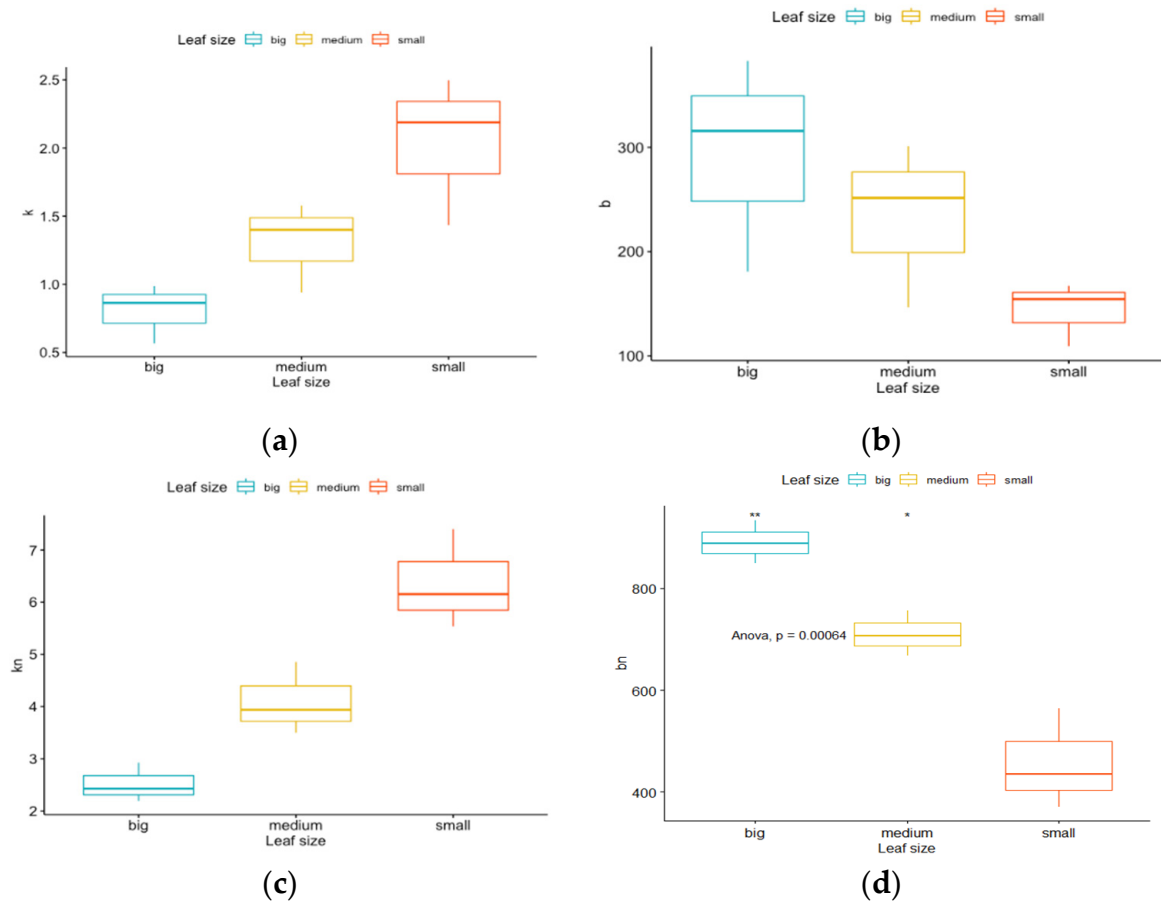 Leaf size big medium small
2.5
2.0
1.5
1.0
0.5
k
big medium small
Leaf size
(a)
Leaf size big medium small
300
200
100
b
big medium small
Leaf size
(b)
Leaf size big medium small
7
6
5
4
3
2
kn
big medium small
Leaf size
(c)
Leaf size big medium small
** *
800
600
400
bn
Anova, p = 0.00064
big medium small
Leaf size
(d)